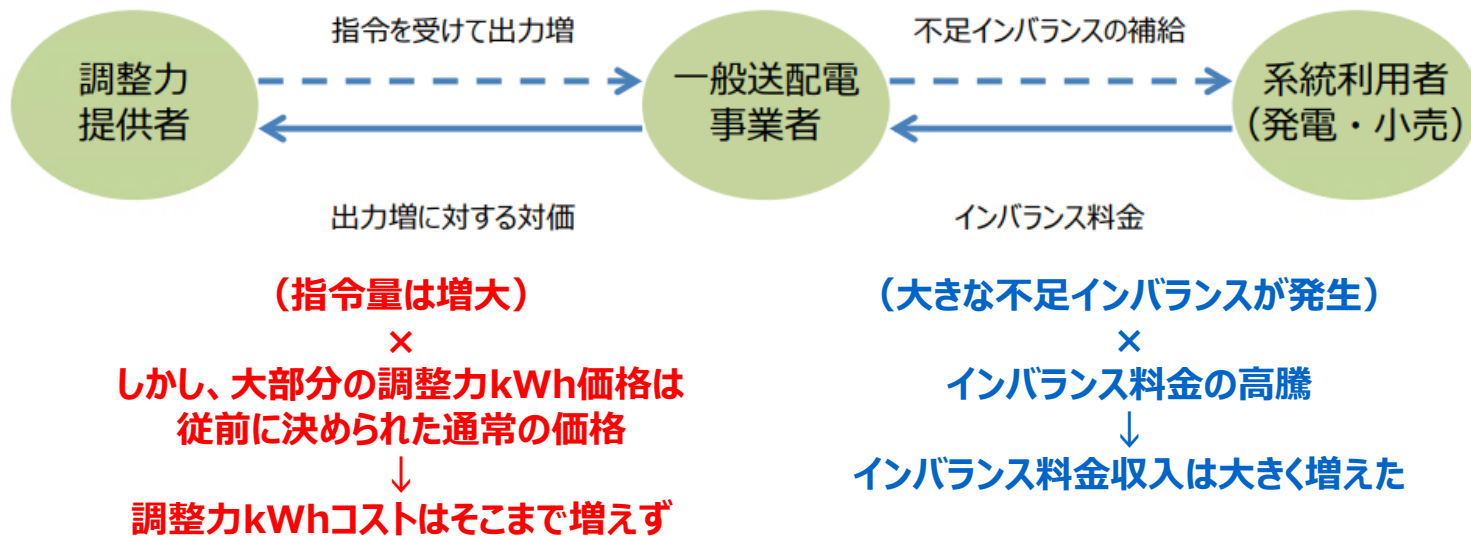 指令を受けて出力増
不足インバランスの補給
調整力
提供者
一般送配電
事業者
系統利用者
(発電・小売)
出力増に対する対価
インバランス料金
(指令量は増大)
×
しかし、大部分の調整力kWh価格は
従前に決められた通常の価格
↓
調整力kWhコストはそこまで増えず
(大きな不足インバランスが発生)
×
インバランス料金の高騰
↓
インバランス料金収入は大きく増えた